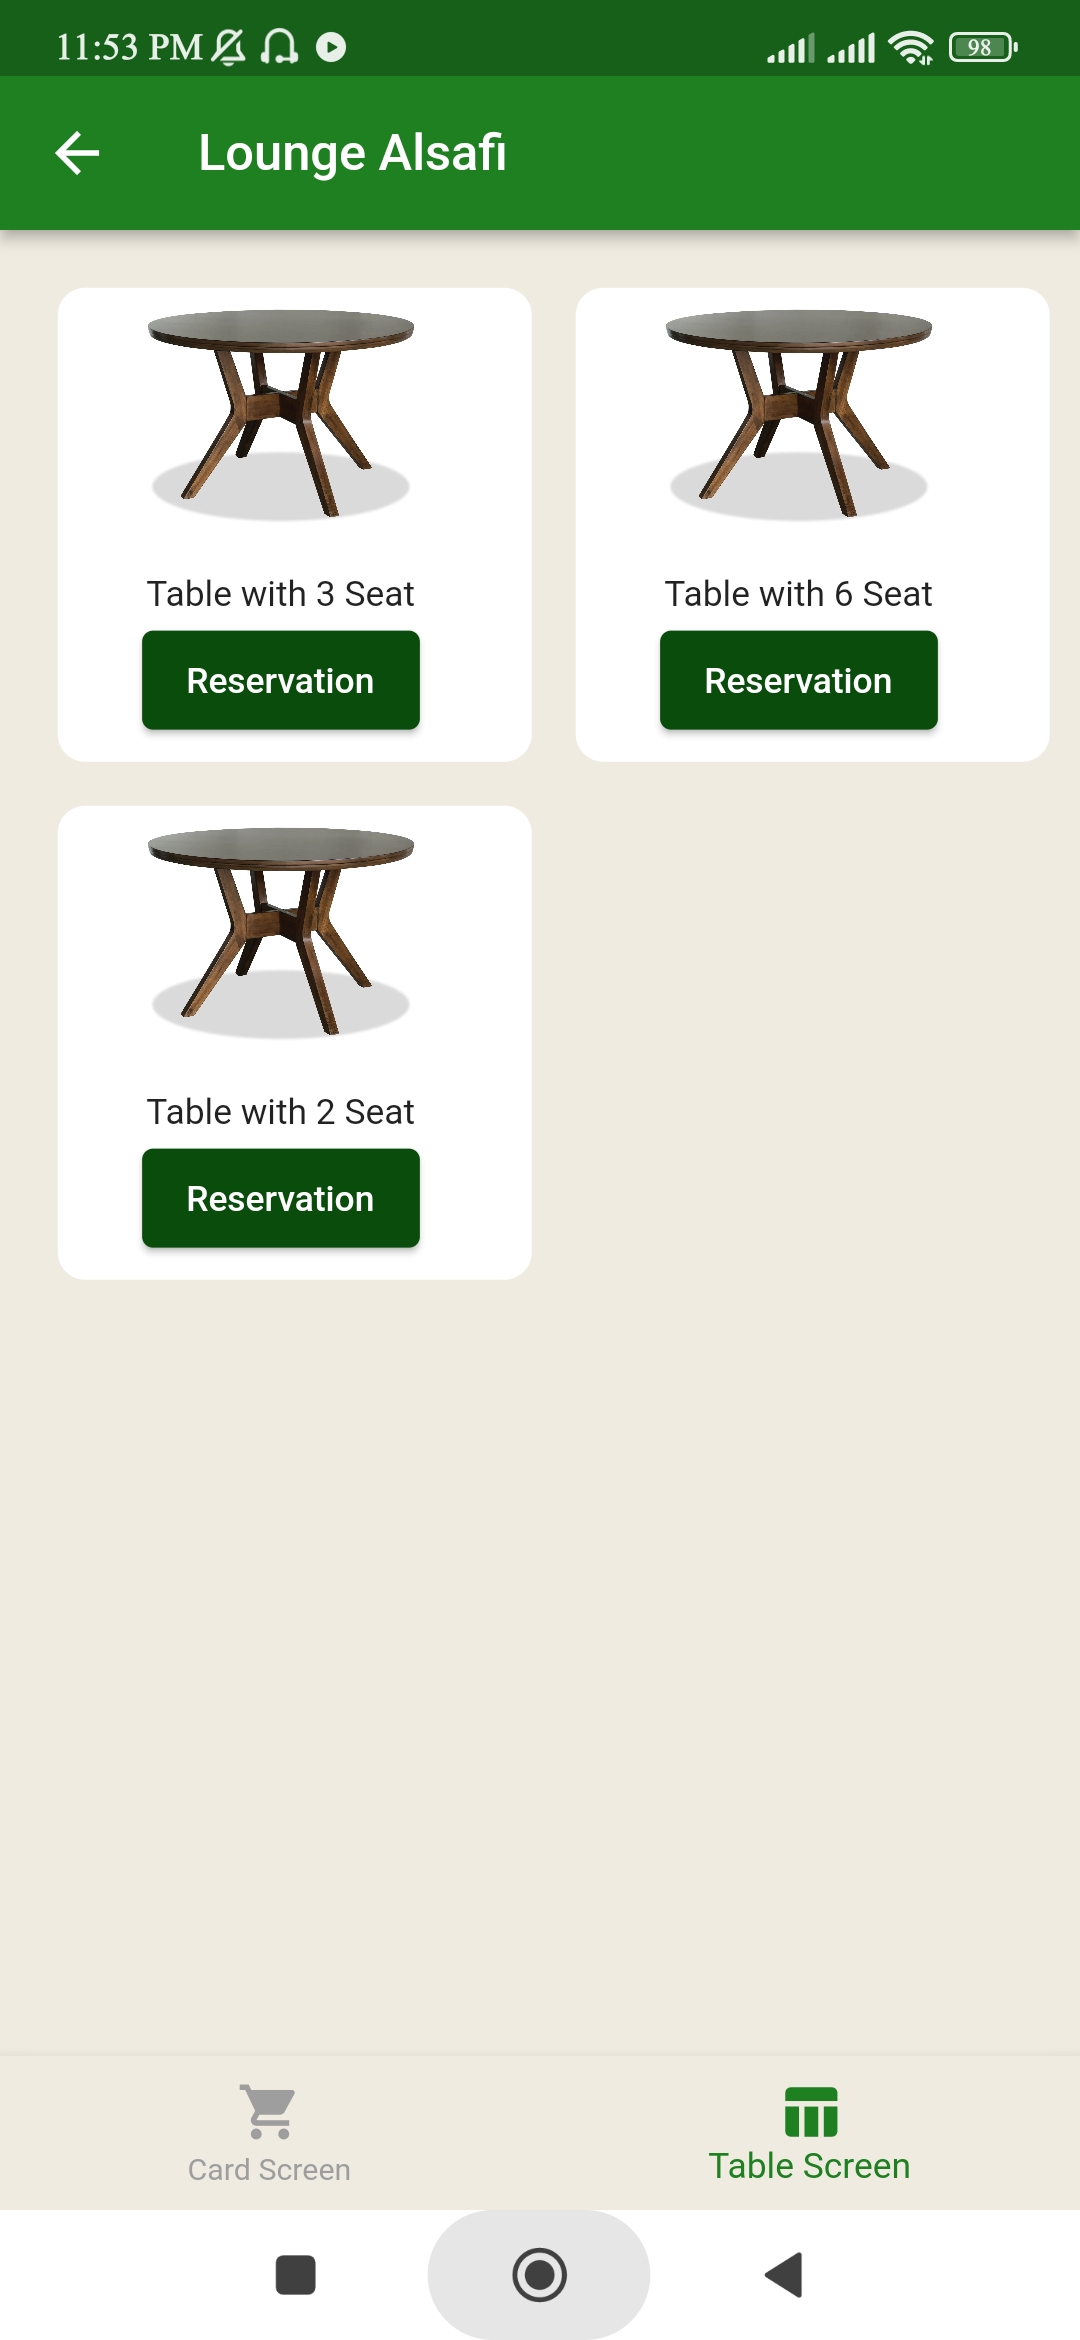 11:53 PM
98
Lounge Alsafi
Table with 3 Seat
Reservation
Table with 6 Seat
Reservation
Table with 2 Seat
Reservation
Card Screen
Table Screen